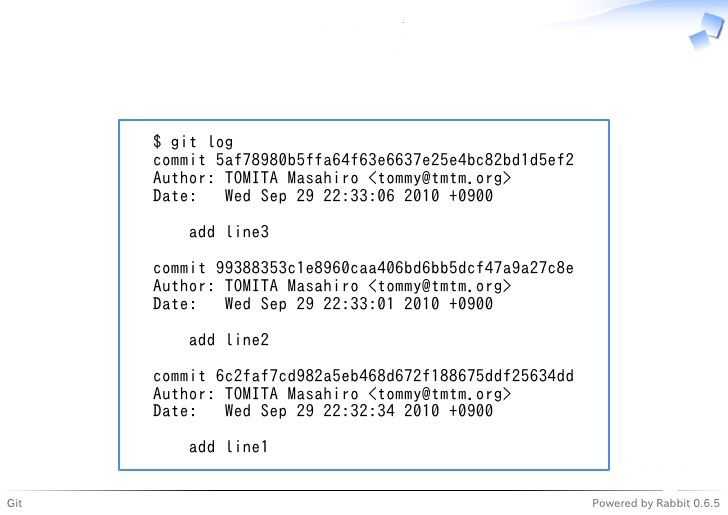 $ git log
commit 5af78980b5ffa64f63e6637e25e4bc82bd1d5ef2
Author: TOMITA Masahiro <tommy@tmtm.org>
Date:   Wed Sep 29 22:33:06 2010 +0900
    add line3
commit 99388353c1e8960caa406bd6bb5dcf47a9a27c8e
Author: TOMITA Masahiro <tommy@tmtm.org>
Date:   Wed Sep 29 22:33:01 2010 +0900
    add line2
commit 6c2faf7cd982a5eb468d672f188675ddf25634dd
Author: TOMITA Masahiro <tommy@tmtm.org>
Date:   Wed Sep 29 22:32:34 2010 +0900
    add line1
Git
Powered by Rabbit 0.6.5